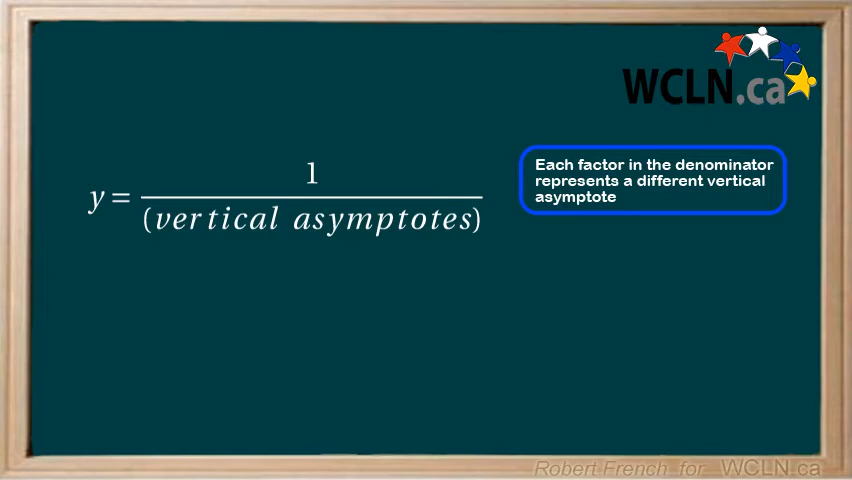 WCLN.ca
y = 1 / (vertical asymptotes)
Each factor in the denominator
represents a different vertical
asymptote
Robert French for WCLN.ca